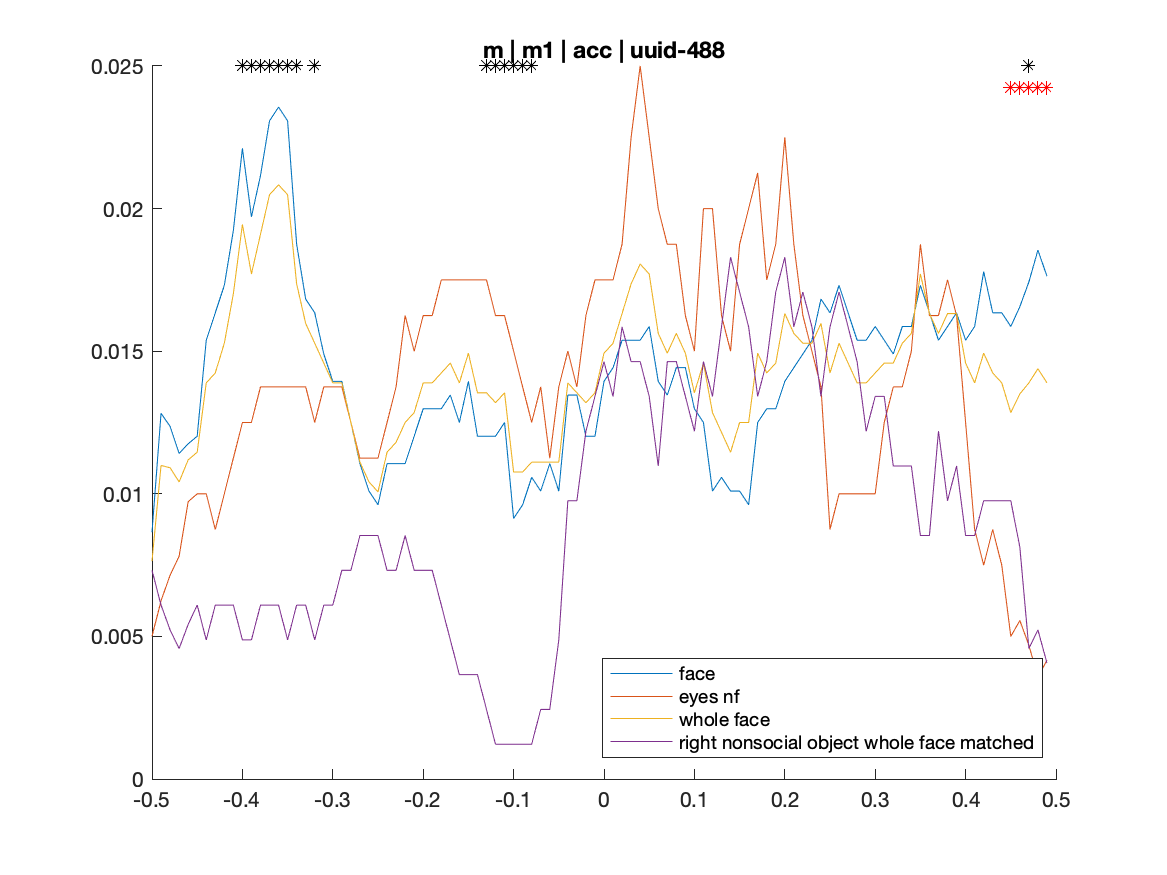 m | m1 | acc | uuid-488
0.025
0.02
0.015
0.01
0.005
0
-0.5 -0.4 -0.3 -0.2 -0.1 0 0.1 0.2 0.3 0.4 0.5
face
eyes nf
whole face
right nonsocial object whole face matched